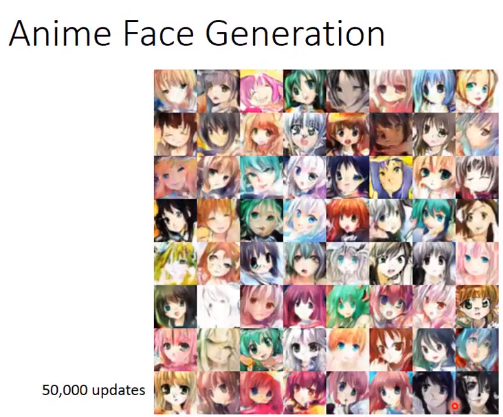 Anime Face Generation
50,000 updates